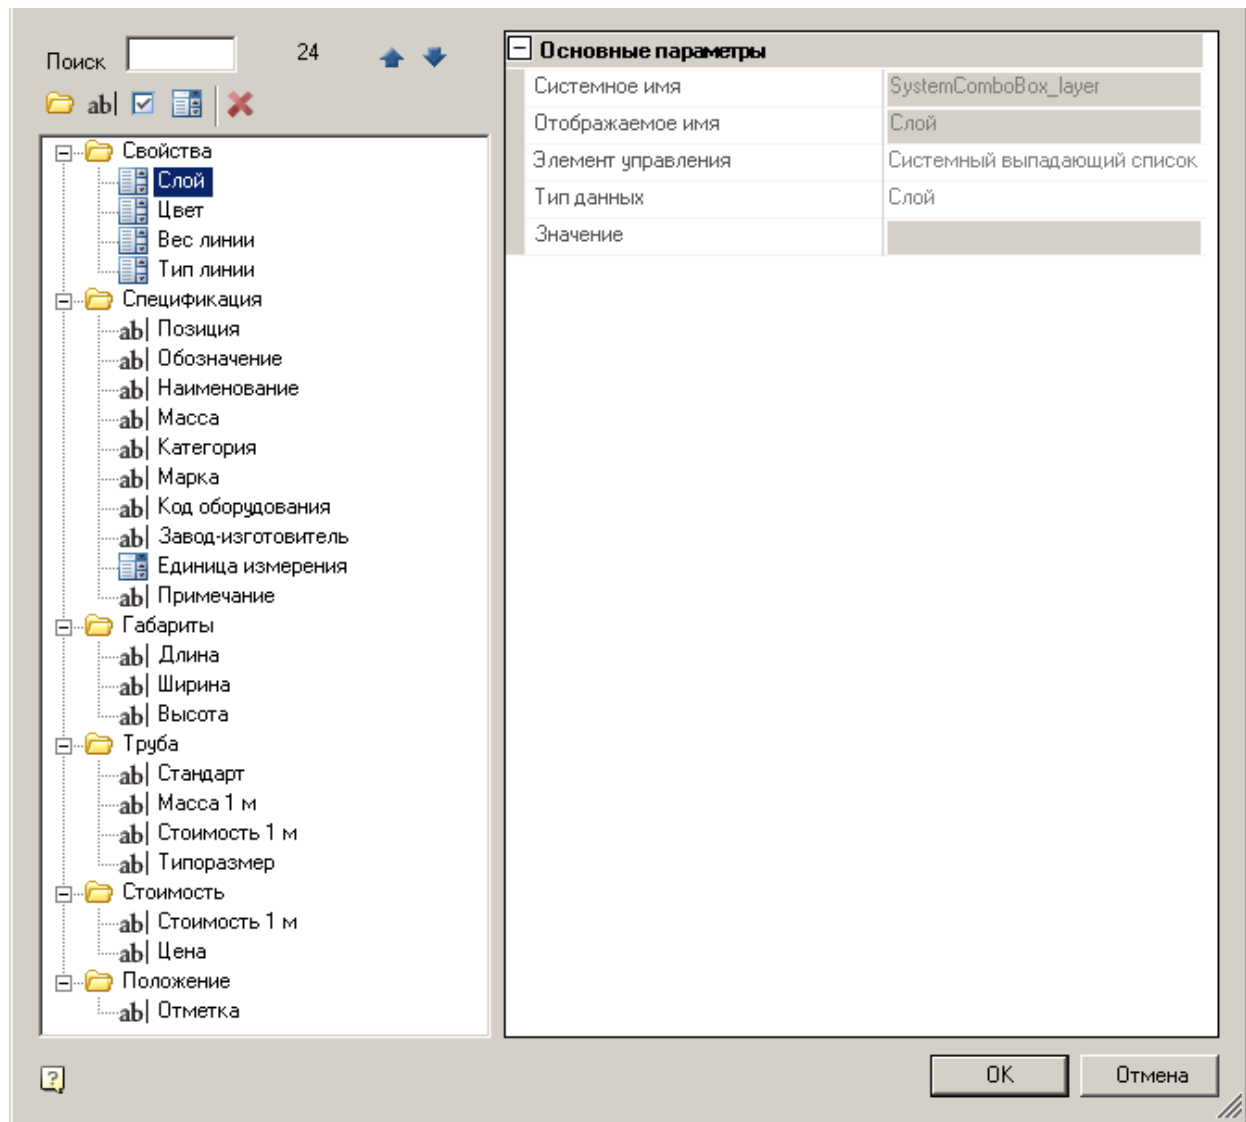 Поиск
24
ab
Свойства
Слой
Цвет
Вес линии
Тип линии
Спецификация
ab Позиция
ab Обозначение
ab Наименование
ab Масса
ab Категория
ab Марка
ab Код оборудования
ab Завод-изготовитель
Единица измерения
ab Примечание
Габариты
ab Длина
ab Ширина
ab Высота
Труба
ab Стандарт
ab Масса 1 м
ab Стоимость 1 м
ab Типоразмер
Стоимость
ab Стоимость 1 м
ab Цена
Положение
ab Отметка
Основные параметры
Системное имя SystemComboBox_layer
Отображаемое имя Слой
Элемент управления Системный выпадающий список
Тип данных Слой
Значение
?
OK
Отмена